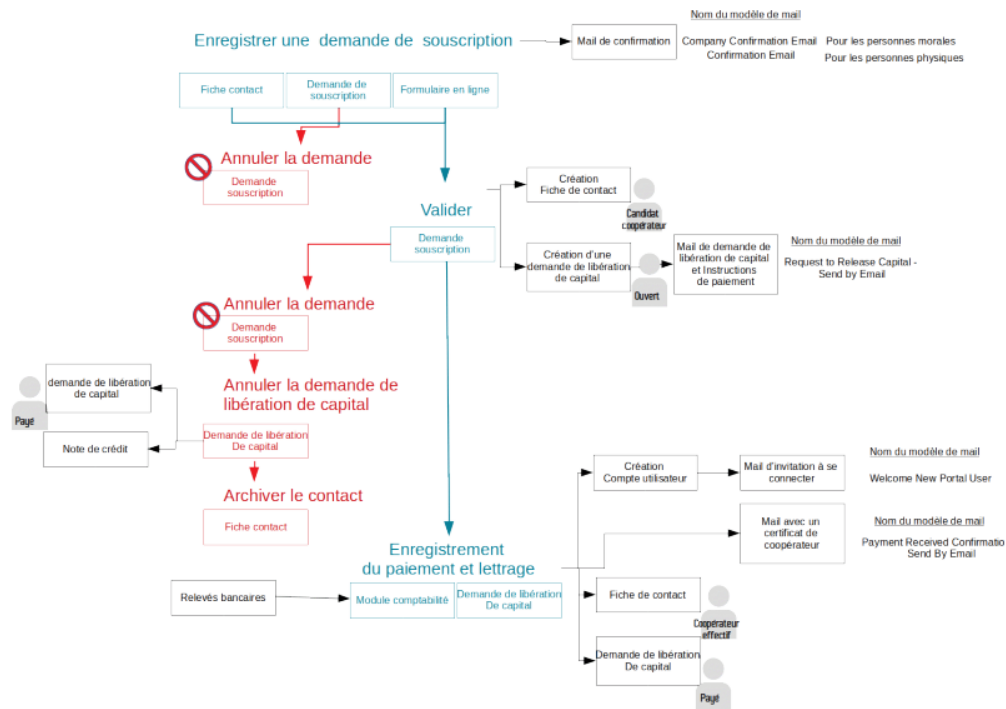 Nom du modèle de mail
Enregistrer une demande de souscription
Mail de confirmation
Company Confirmation Email
Pour les personnes morales
Confirmation Email
Pour les personnes physiques
Fiche contact
Demande de
souscription
Formulaire en ligne
Annuler la demande
Demande
souscription
Valider
Demande
souscription
Création
Fiche de contact
Candidat
coopérateur
Création d'une
demande de libération
de capital
Ouvert
Mail de demande de
libération de capital
et Instructions
de paiement
Nom du modèle de mail
Request to Release Capital -
Send by Email
Annuler la demande
Demande
souscription
Annuler la demande de
libération de capital
demande de libération
de capital
Payé
Note de crédit
Demande de libération
De capital
Archiver le contact
Fiche contact
Création
Compte utilisateur
Mail d'invitation à se
connecter
Nom du modèle de mail
Welcome New Portal User
Mail avec un
certificat de
coopérateur
Nom du modèle de mail
Payment Received Confirmatio
Send By Email
Enregistrement
du paiement et lettrage
Relevés bancaires
Module comptabilité
Demande de libération
De capital
Fiche de contact
Coopérateur
effectif
Demande de libération
De capital
Payé